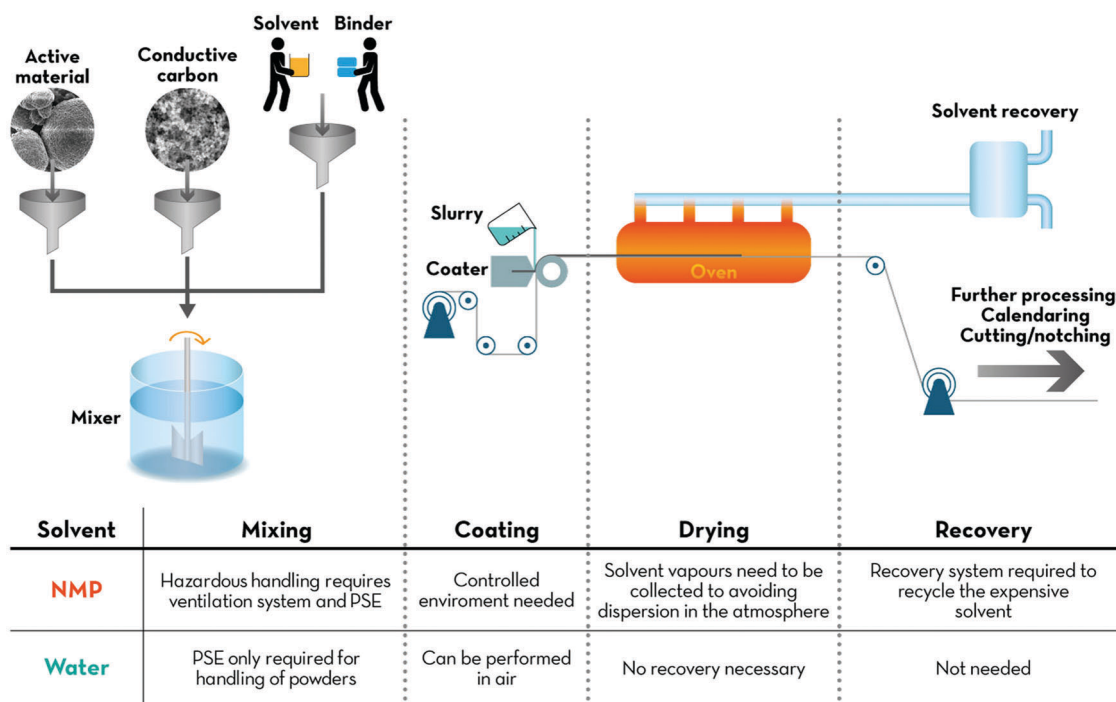 Solvent
Binder
Active
material
Conductive
carbon
Solvent recovery
Slurry
Coater
Oven
Further processing
Calendaring
Cutting/notching
Mixer
Solvent
Mixing
Coating
Drying
Recovery
NMP
Hazardous handling requires
ventilation system and PSE
Controlled
enviroment needed
Solvent vapours need to be
collected to avoiding
dispersion in the atmosphere
Recovery system required to
recycle the expensive
solvent
Water
PSE only required for
handling of powders
Can be performed
in air
No recovery necessary
Not needed